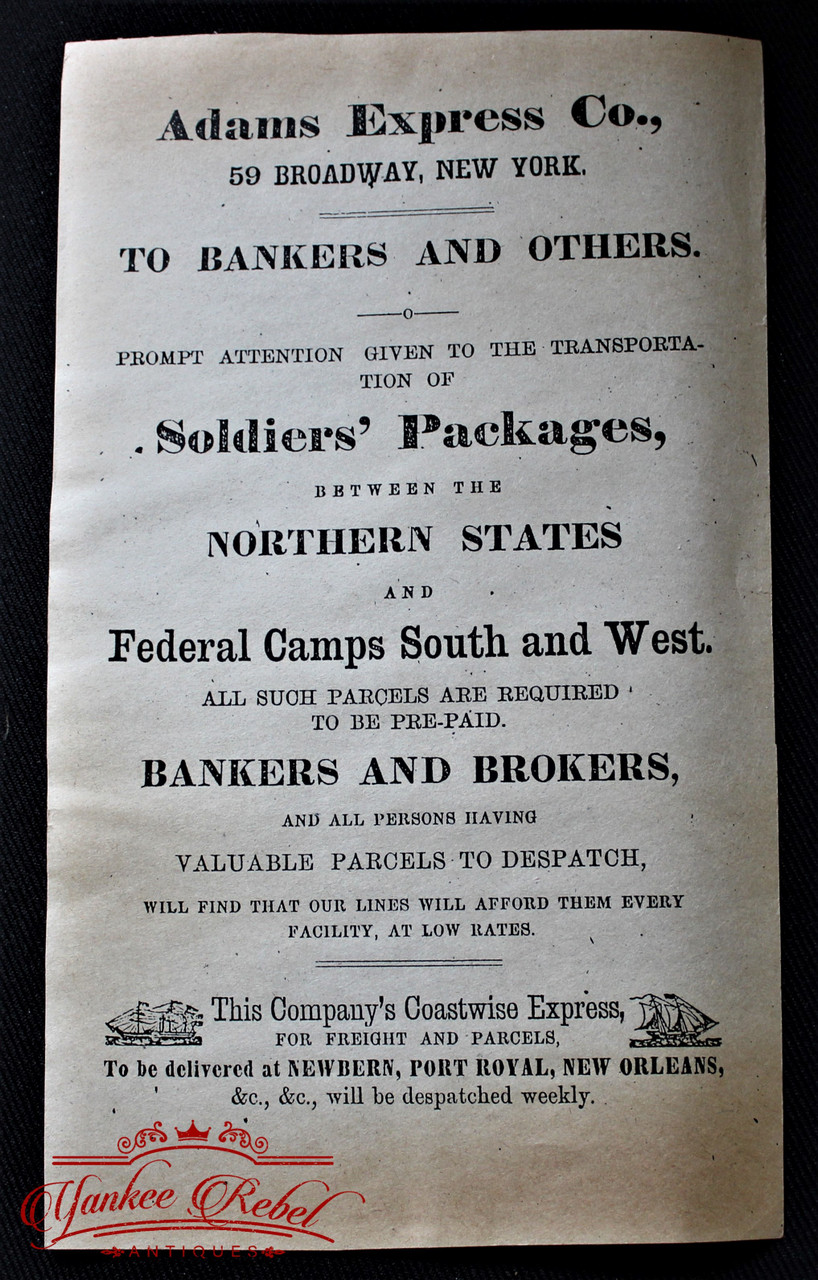 Adams Express Co.,
59 BROADWAY, NEW YORK.
TO BANKERS AND OTHERS.
o
PROMPT ATTENTION GIVEN TO THE TRANSPORTA-
TION OF
Soldiers' Packages,
BETWEEN THE
NORTHERN STATES
AND
Federal Camps South and West.
ALL SUCH PARCELS ARE REQUIRED
TO BE PRE-PAID.
BANKERS AND BROKERS,
AND ALL PERSONS HAVING
VALUABLE PARCELS TO DESPATCH,
WILL FIND THAT OUR LINES WILL AFFORD THEM EVERY
FACILITY, AT LOW RATES.
This Company's Coastwise Express,
FOR FREIGHT AND PARCELS,
To be delivered at NEWBERN, PORT ROYAL, NEW ORLEANS,
&c., &c., will be despatched weekly.
Yankee Rebel
ANTIQUES